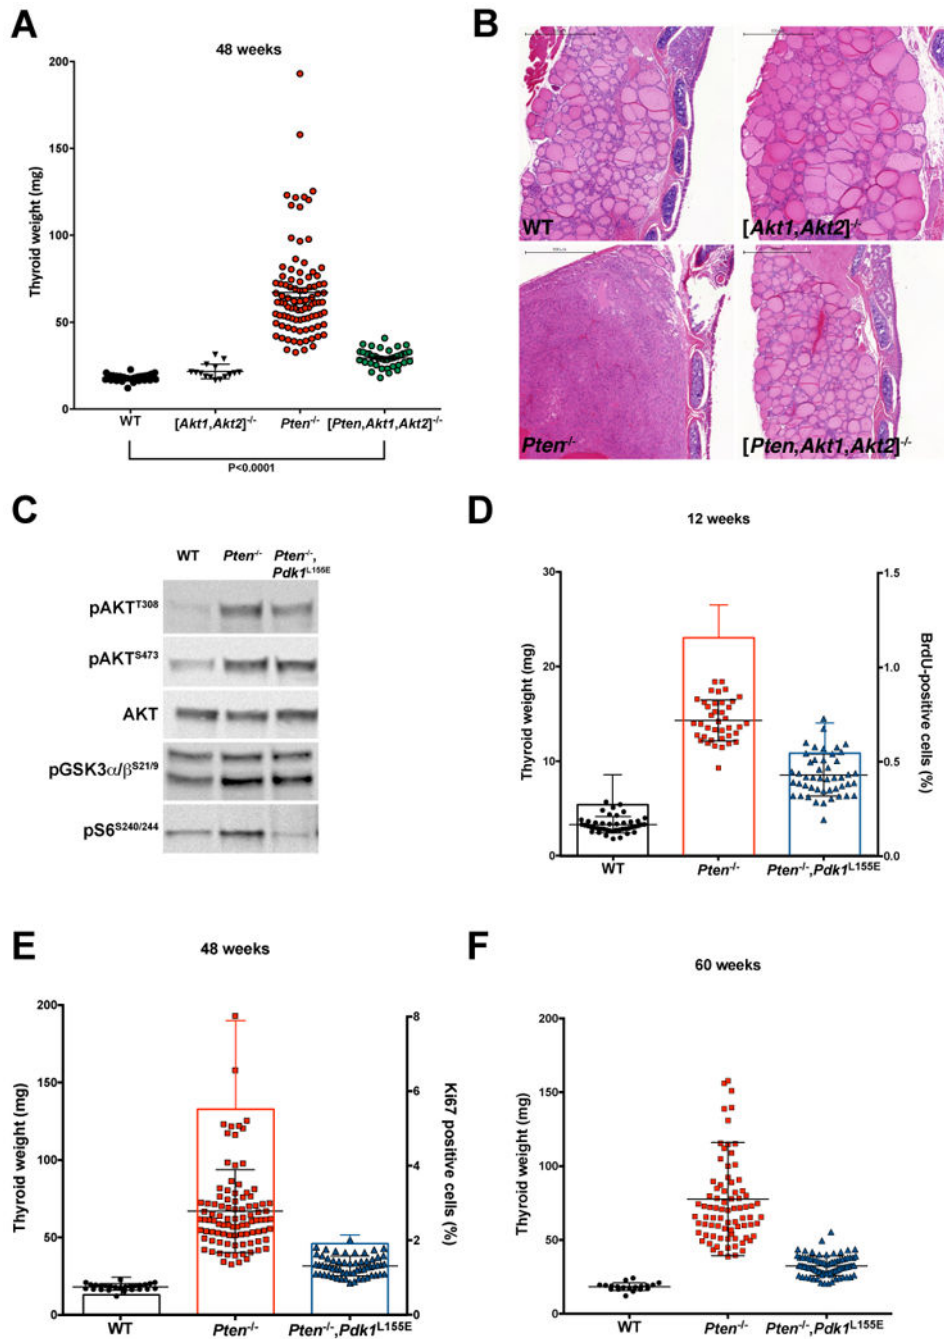 A
48 weeks
Thyroid weight (mg)
200
150
100
50
0
WT
[Akt1,Akt2]-/-
Pten-/-
[Pten,Akt1,Akt2]-/-
P<0.0001
B
WT
[Akt1,Akt2]-/-
Pten-/-
[Pten,Akt1,Akt2]-/-
C
WT
Pten-/-
Pten-/-,
Pdk1L155E
pAKTT308
pAKTS473
AKT
pGSK3α/βS21/9
pS6S240/244
D
12 weeks
Thyroid weight (mg)
30
20
10
0
BrdU-positive cells (%)
1.5
1.0
0.5
0.0
WT
Pten-/-
Pten-/-,Pdk1L155E
E
48 weeks
Thyroid weight (mg)
200
150
100
50
0
Ki67 positive cells (%)
8
6
4
2
0
WT
Pten-/-
Pten-/-,Pdk1L155E
F
60 weeks
Thyroid weight (mg)
200
150
100
50
0
WT
Pten-/-
Pten-/-,Pdk1L155E